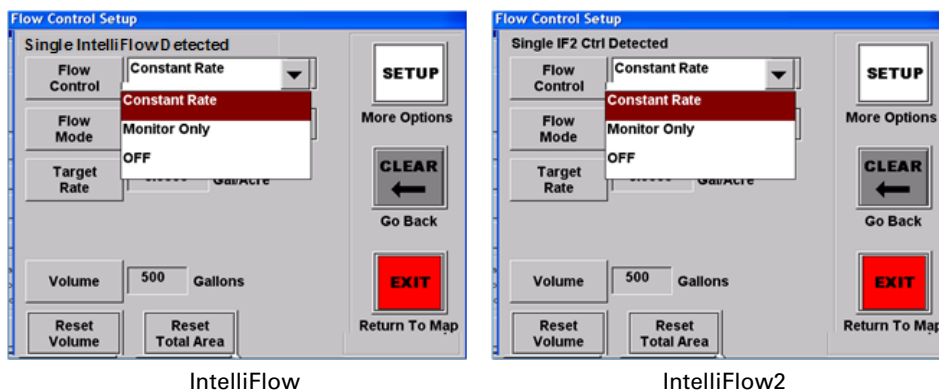 Flow Control Setup
Single IntelliFlow Detected
Flow Control
Constant Rate
SETUP
More Options
Constant Rate
Monitor Only
OFF
Flow Mode
Target Rate
Gal/Acre
CLEAR
Go Back
Volume
500
Gallons
EXIT
Return To Map
Reset Volume
Reset Total Area
IntelliFlow
Flow Control Setup
Single IF2 Ctrl Detected
Flow Control
Constant Rate
SETUP
More Options
Constant Rate
Monitor Only
OFF
Flow Mode
Target Rate
Gal/Acre
CLEAR
Go Back
Volume
500
Gallons
EXIT
Return To Map
Reset Volume
Reset Total Area
IntelliFlow2